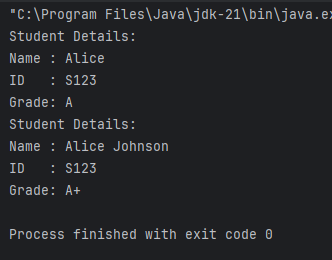 "C:\Program Files\Java\jdk-21\bin\java.ex
Student Details:
Name : Alice
ID   : S123
Grade: A
Student Details:
Name : Alice Johnson
ID   : S123
Grade: A+

Process finished with exit code 0